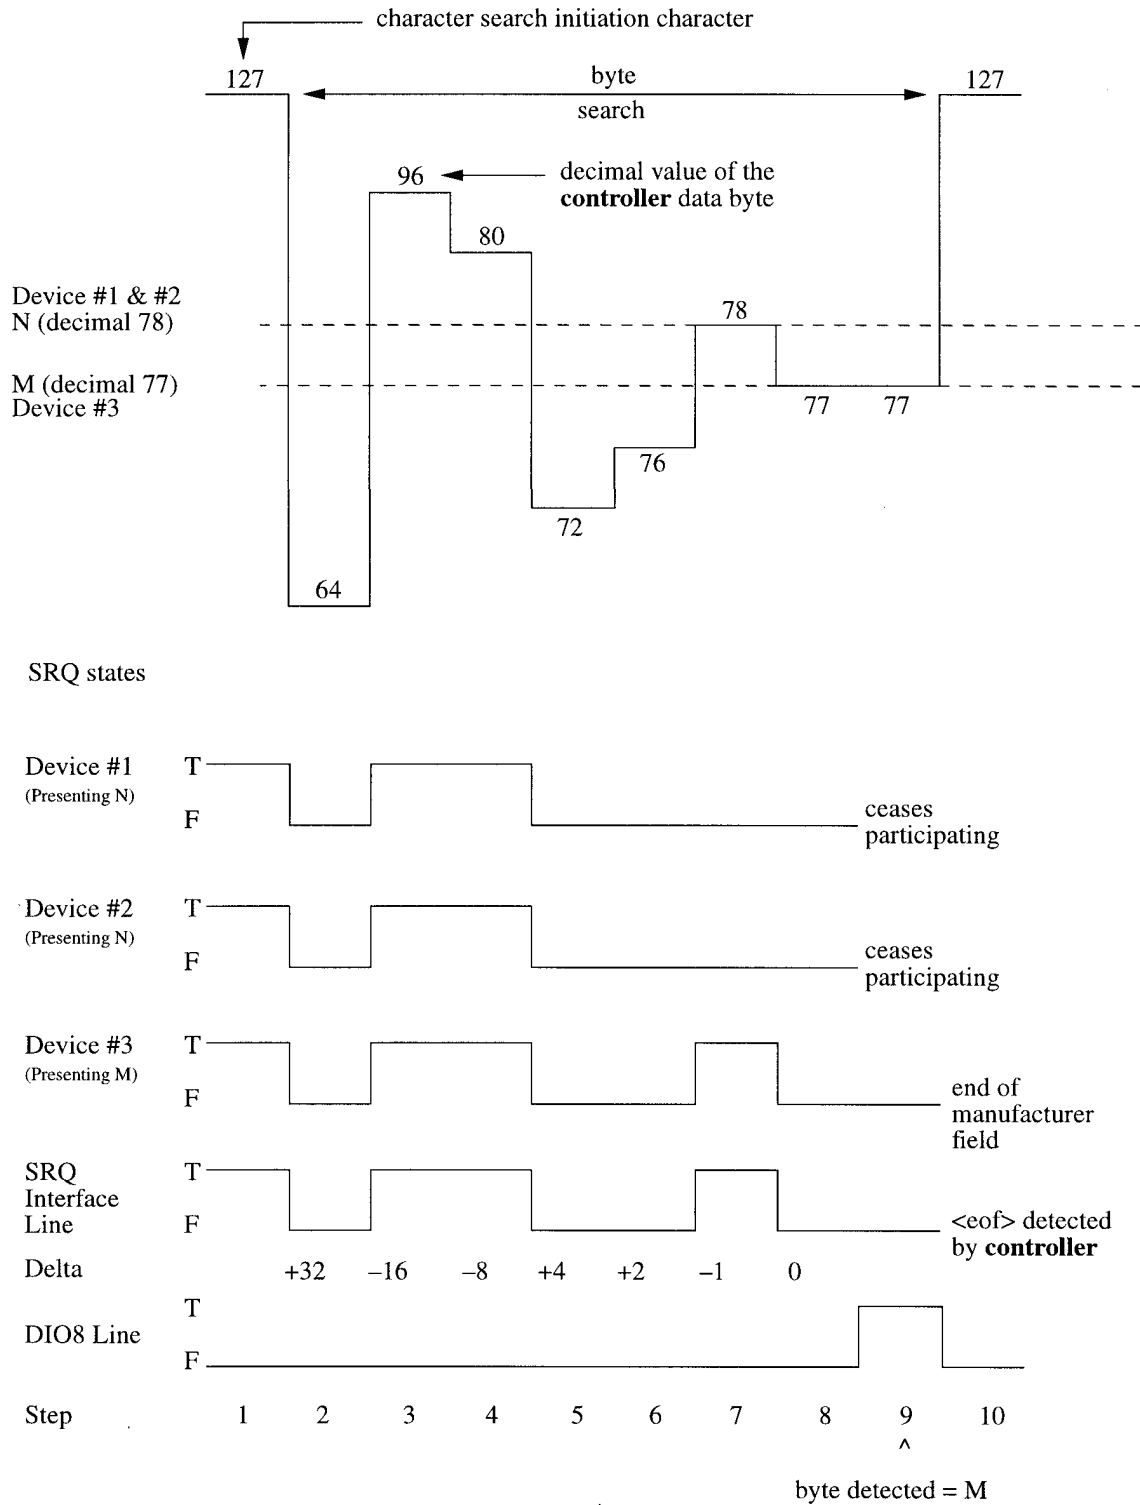 character search initiation character
127
byte
127
search
96
decimal value of the
controller data byte
80
Device #1 & #2
N (decimal 78)
78
M (decimal 77)
Device #3
77
77
76
72
64
SRQ states
Device #1
(Presenting N)
T
F
ceases
participating
Device #2
(Presenting N)
T
F
ceases
participating
Device #3
(Presenting M)
T
F
end of
manufacturer
field
SRQ
Interface
Line
T
F
<eof> detected
by controller
Delta +32 −16 −8 +4 +2 −1 0
DIO8 Line
T
F
Step 1 2 3 4 5 6 7 8 9 10
^
byte detected = M